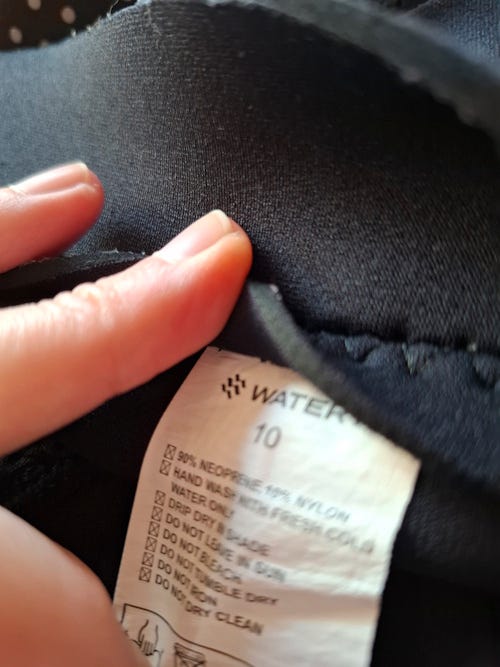 WATER
10
90% NEOPRENE 10% NYLON
HAND WASH WITH FRESH COLD
WATER ONLY
DRIP DRY IN SHADE
DO NOT LEAVE IN SUN
DO NOT BLEACH
DO NOT TUMBLE DRY
DO NOT IRON
DO NOT DRY CLEAN